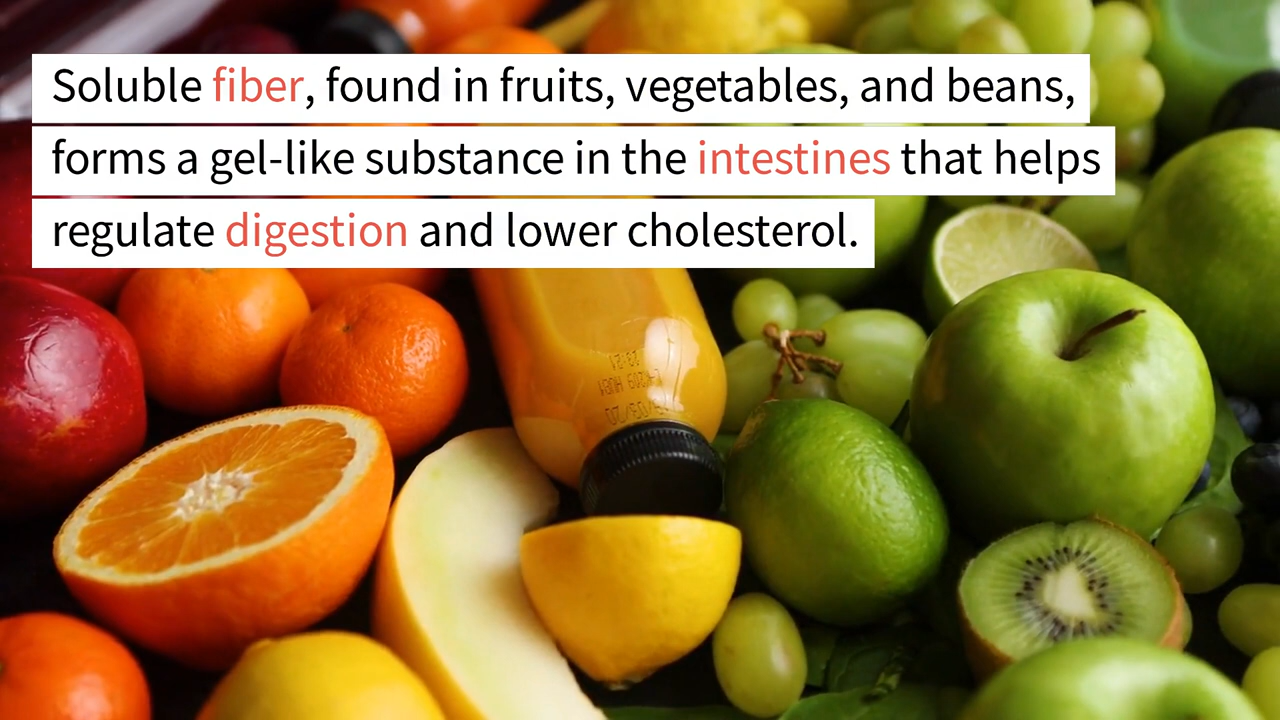 Soluble fiber, found in fruits, vegetables, and beans,
forms a gel-like substance in the intestines that helps
regulate digestion and lower cholesterol.